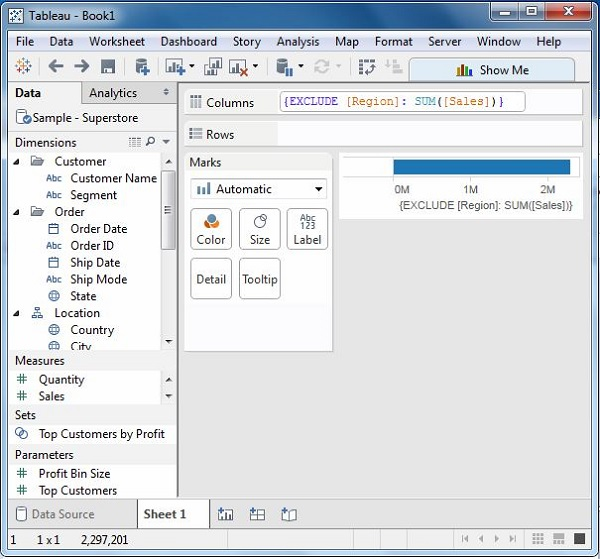 Tableau - Book1
File Data Worksheet Dashboard Story Analysis Map Format Server Window Help
Show Me
Data Analytics
Sample - Superstore
Dimensions
Customer
Abc Customer Name
Abc Segment
Order
Order Date
Abc Order ID
Ship Date
Abc Ship Mode
State
Location
Country
City
Measures
# Quantity
# Sales
Sets
Top Customers by Profit
Parameters
# Profit Bin Size
# Top Customers
Columns {EXCLUDE [Region]: SUM([Sales])}
Rows
Marks
Automatic
Color Size Abc 123 Label
Detail Tooltip
0M 1M 2M
{EXCLUDE [Region]: SUM([Sales])}
Data Source Sheet 1
1 1 x 1 2,297,201